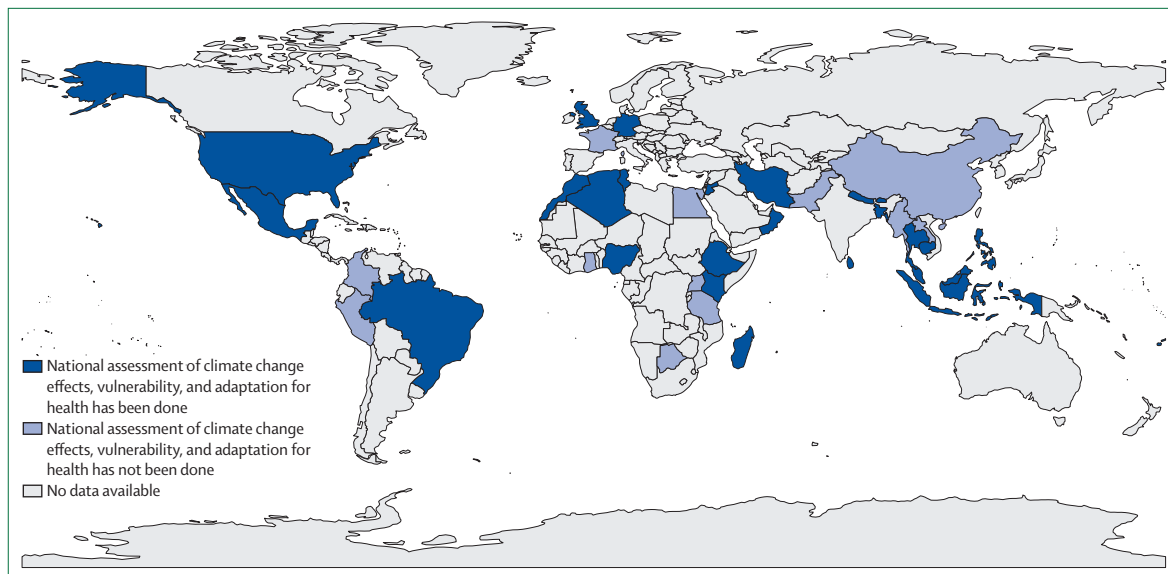 National assessment of climate change
effects, vulnerability, and adaptation for
health has been done
National assessment of climate change
effects, vulnerability, and adaptation for
health has not been done
No data available